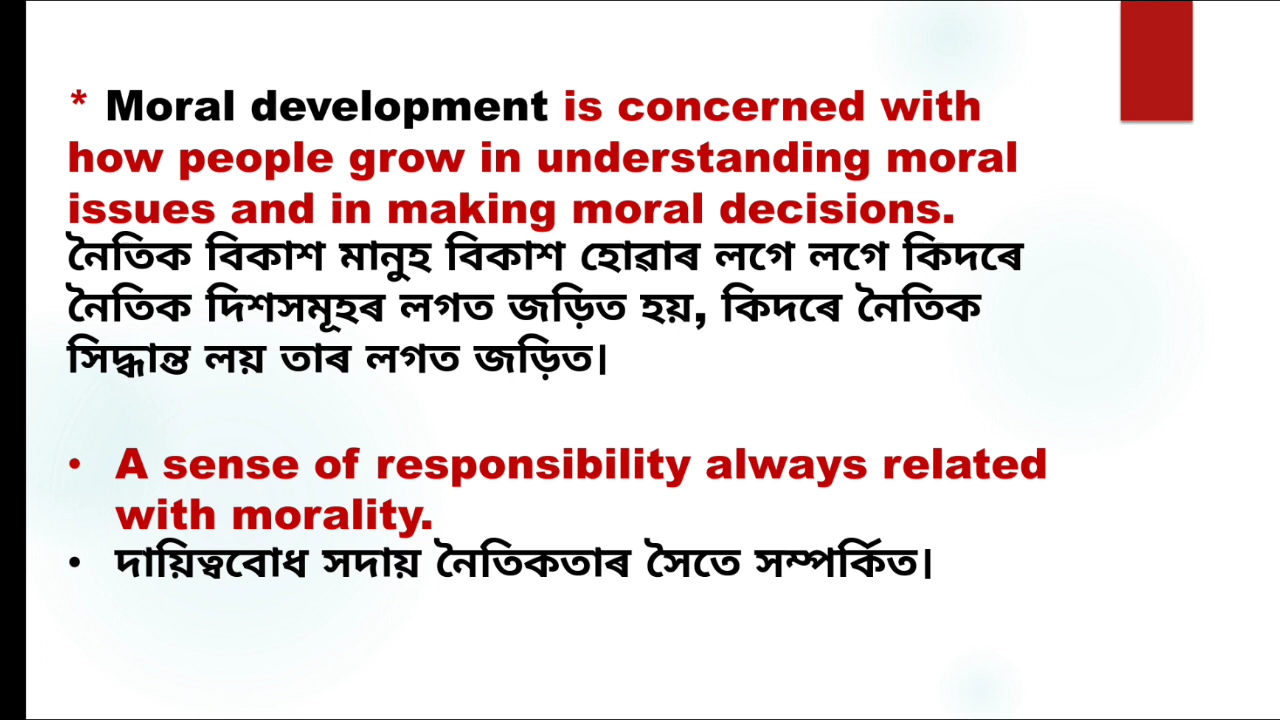 * Moral development is concerned with
how people grow in understanding moral
issues and in making moral decisions.
নৈতিক বিকাশ মানুহ বিকাশ হোৱাৰ লগে লগে কিদৰে
নৈতিক দিশসমূহৰ লগত জড়িত হয়, কিদৰে নৈতিক
সিদ্ধান্ত লয় তাৰ লগত জড়িত।
• A sense of responsibility always related
with morality.
• দায়িত্ববোধ সদায় নৈতিকতাৰ সৈতে সম্পৰ্কিত।